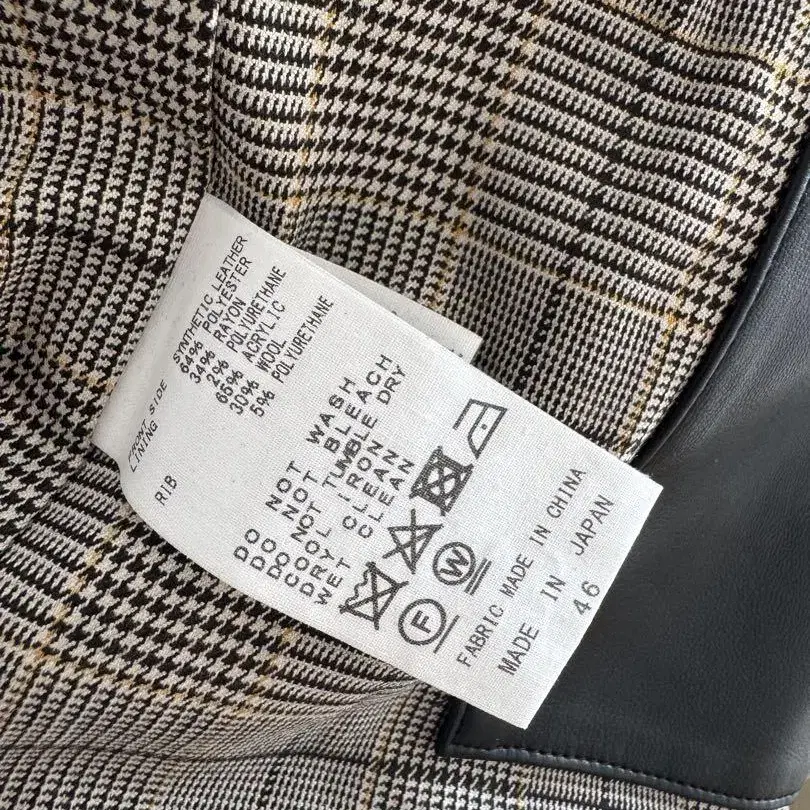 FRONT SIDE SYNTHETIC LEATHER
LINING 64% POLYESTER
34% RAYON
2% POLYURETHANE
RIB 65% ACRYLIC
30% WOOL
5% POLYURETHANE
DO NOT WASH
DO NOT BLEACH
DO NOT TUMBLE DRY
COOL IRON
DRY CLEAN
WET CLEAN
F
W
FABRIC MADE IN CHINA
MADE IN JAPAN
46